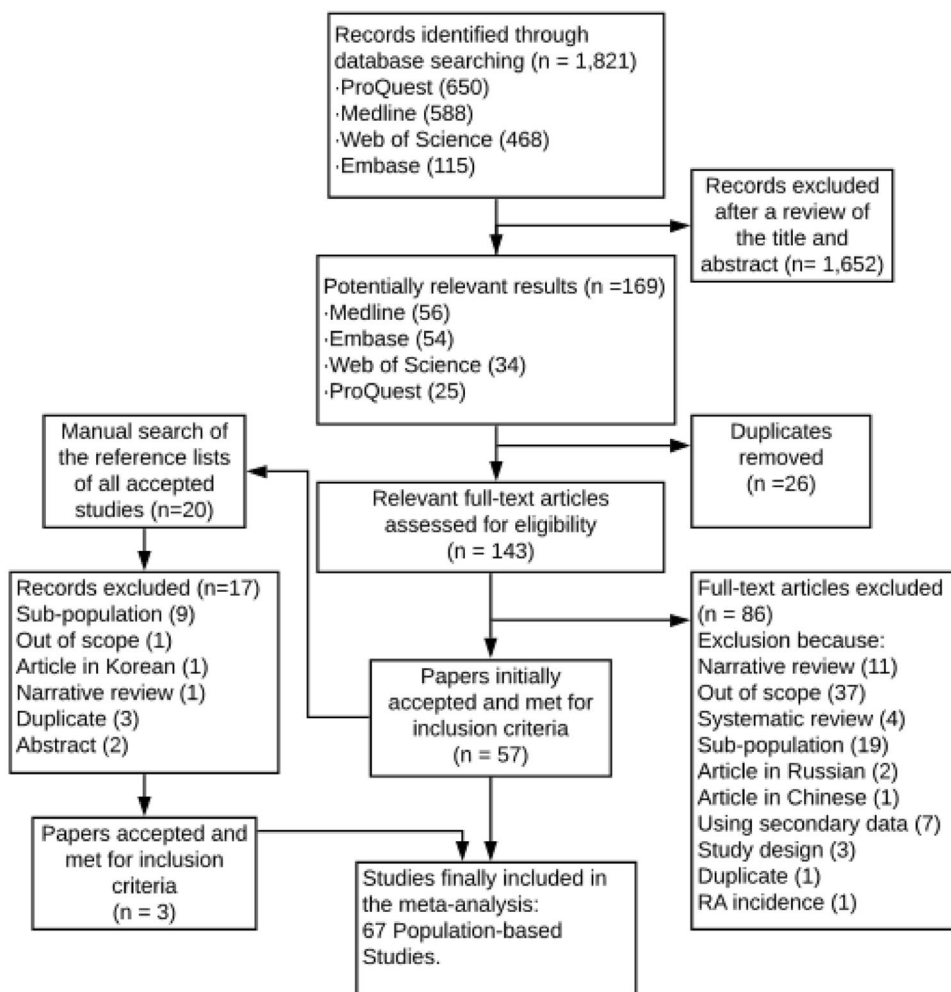 Records identified through
database searching (n = 1,821)
·ProQuest (650)
·Medline (588)
·Web of Science (468)
·Embase (115)
Records excluded
after a review of
the title and
abstract (n= 1,652)
Potentially relevant results (n =169)
·Medline (56)
·Embase (54)
·Web of Science (34)
·ProQuest (25)
Manual search of
the reference lists
of all accepted
studies (n=20)
Duplicates
removed
(n =26)
Relevant full-text articles
assessed for eligibility
(n = 143)
Records excluded (n=17)
Sub-population (9)
Out of scope (1)
Article in Korean (1)
Narrative review (1)
Duplicate (3)
Abstract (2)
Papers initially
accepted and met for
inclusion criteria
(n = 57)
Full-text articles excluded
(n = 86)
Exclusion because:
Narrative review (11)
Out of scope (37)
Systematic review (4)
Sub-population (19)
Article in Russian (2)
Article in Chinese (1)
Using secondary data (7)
Study design (3)
Duplicate (1)
RA incidence (1)
Papers accepted and
met for inclusion
criteria
(n = 3)
Studies finally included in
the meta-analysis:
67 Population-based
Studies.